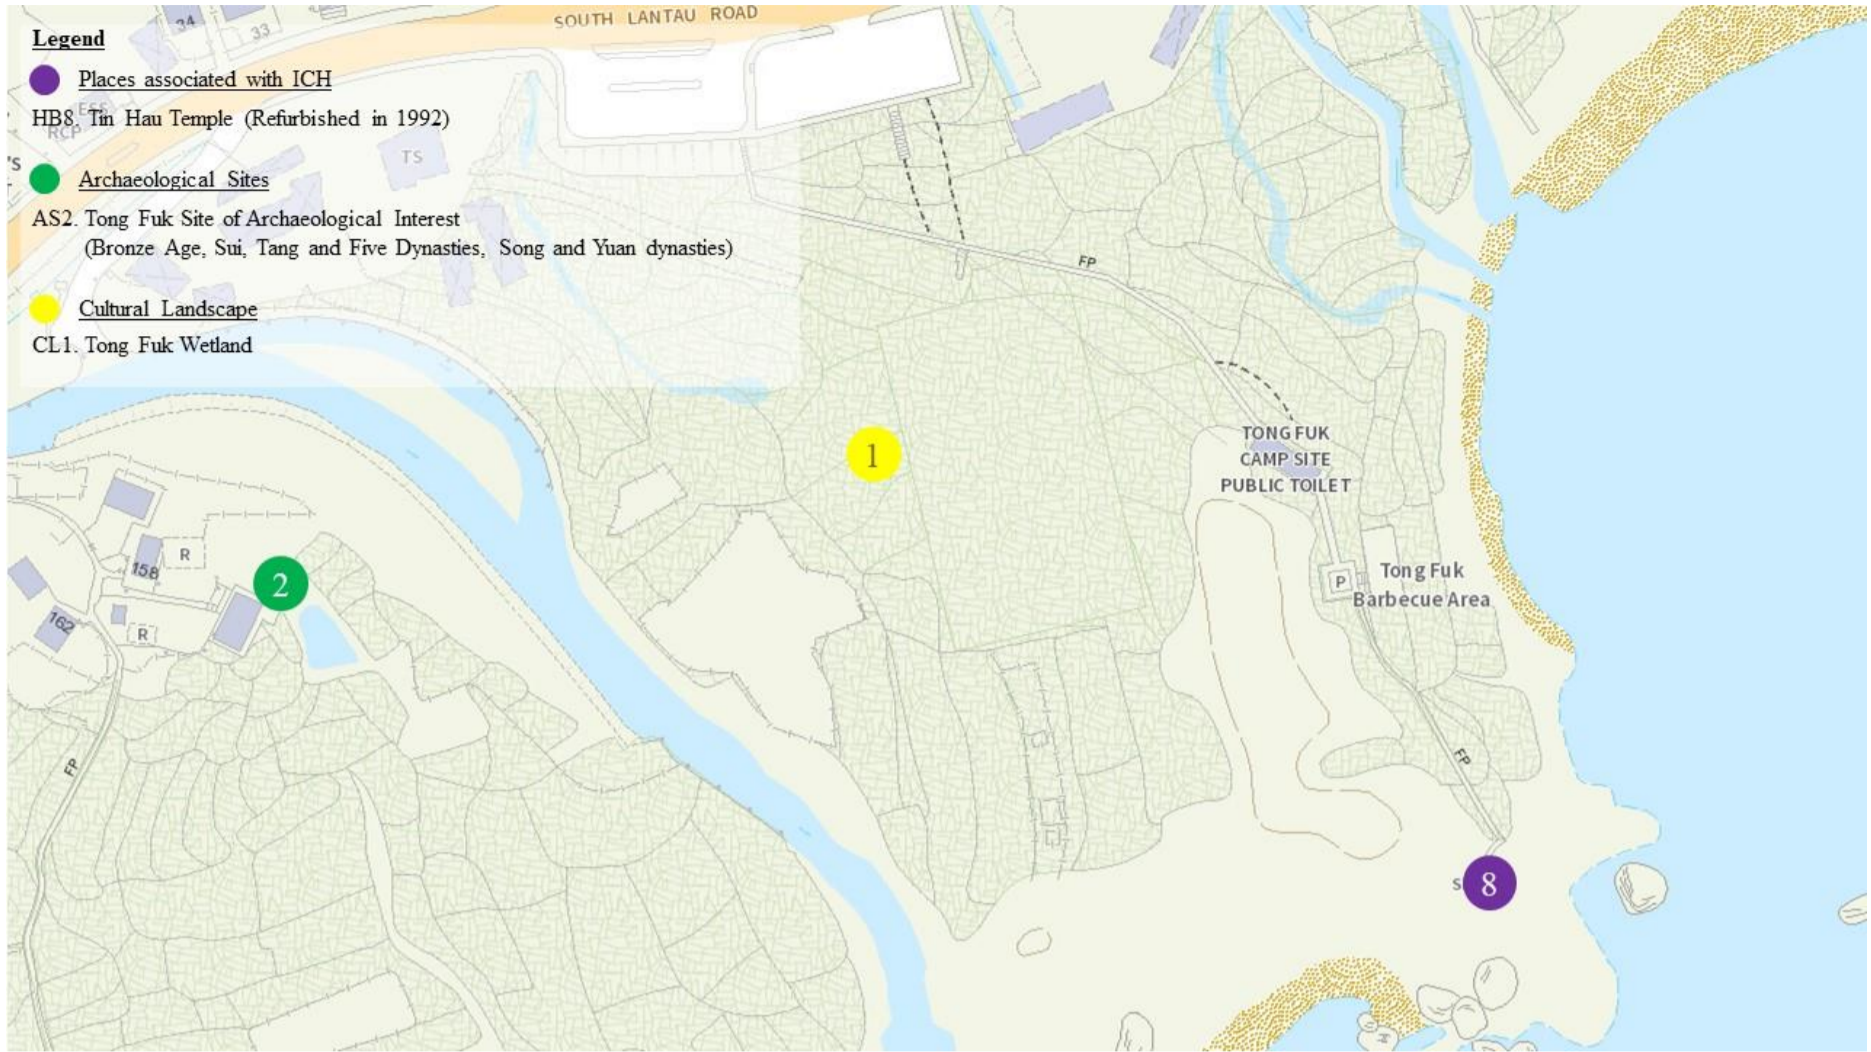 SOUTH LANTAU ROAD
34
33
Legend
Places associated with ICH
HB8. Tin Hau Temple (Refurbished in 1992)
ESS
RCP
TS
'S
Archaeological Sites
AS2. Tong Fuk Site of Archaeological Interest
(Bronze Age, Sui, Tang and Five Dynasties, Song and Yuan dynasties)
Cultural Landscape
CL1. Tong Fuk Wetland
FP
1
TONG FUK
CAMP SITE
PUBLIC TOILET
R
158
2
162
R
P
Tong Fuk
Barbecue Area
FP
FP
S
8